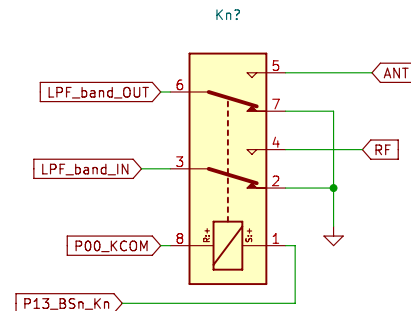 Kn?
5 ANT
LPF_band_OUT 6
7
4 RF
LPF_band_IN 3
2
R:+ S:+
P00_KCOM 8 1
P13_BSn_Kn